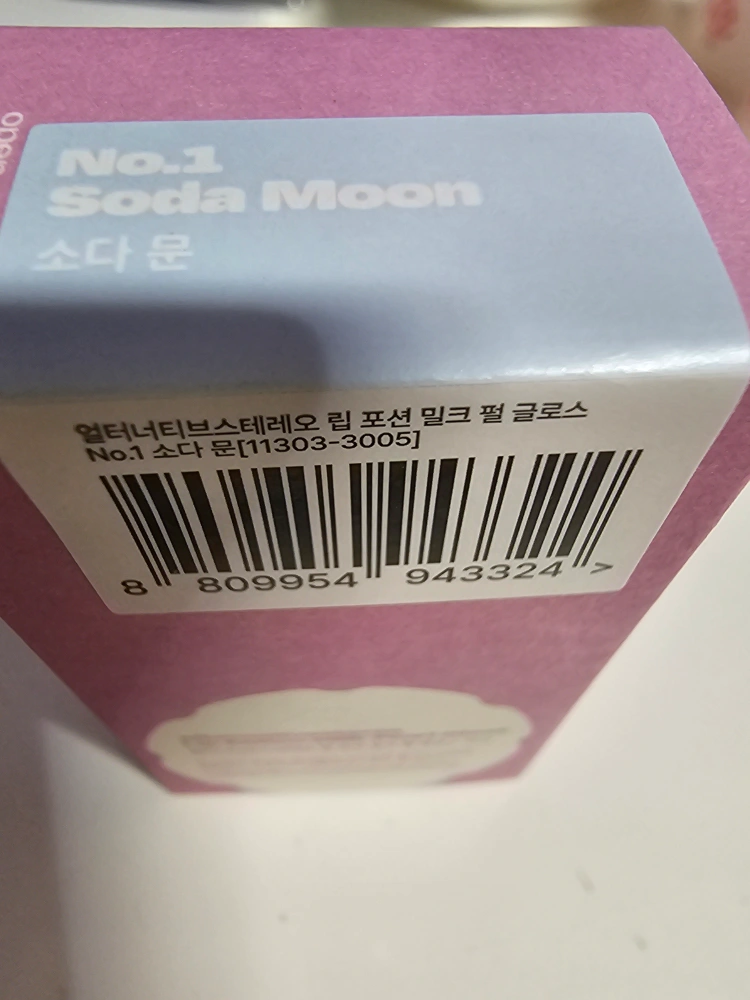 No.1
Soda Moon
소다 문
얼터너티브스테레오 립 포션 밀크 펄 글로스
No.1 소다 문[11303-3005]
8 809954 943324 >